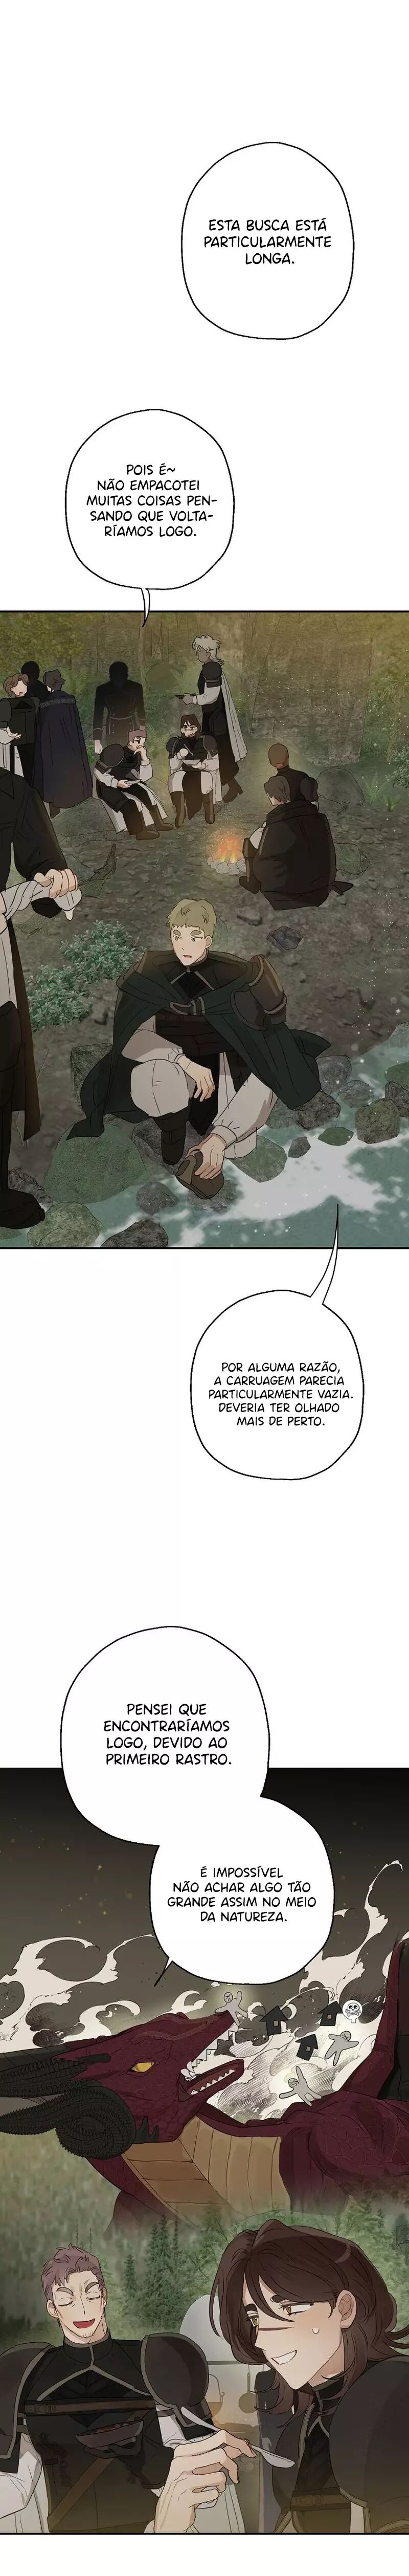 ESTA BUSCA ESTÁ
PARTICULARMENTE
LONGA.
POIS É~
NÃO EMPACOTEI
MUITAS COISAS PEN-
SANDO QUE VOLTA-
RÍAMOS LOGO.
POR ALGUMA RAZÃO,
A CARRUAGEM PARECIA
PARTICULARMENTE VAZIA.
DEVERIA TER OLHADO
MAIS DE PERTO.
PENSEI QUE
ENCONTRARÍAMOS
LOGO, DEVIDO AO
PRIMEIRO RASTRO.
É IMPOSSÍVEL
NÃO ACHAR ALGO TÃO
GRANDE ASSIM NO MEIO
DA NATUREZA.